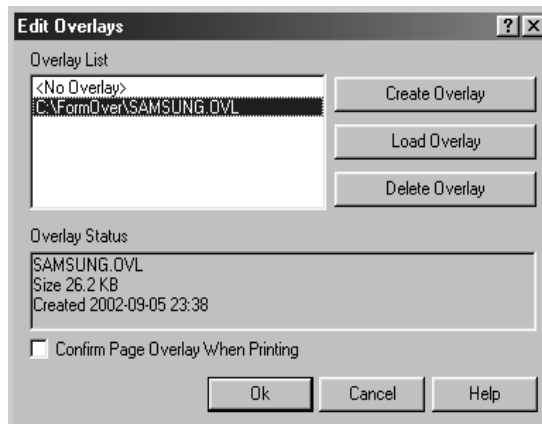 Edit Overlays
Overlay List
<No Overlay>
C:\FormOver\SAMSUNG.OVL
Create Overlay
Load Overlay
Delete Overlay
Overlay Status
SAMSUNG.OVL
Size 26.2 KB
Created 2002-09-05 23:38
Confirm Page Overlay When Printing
Ok Cancel Help